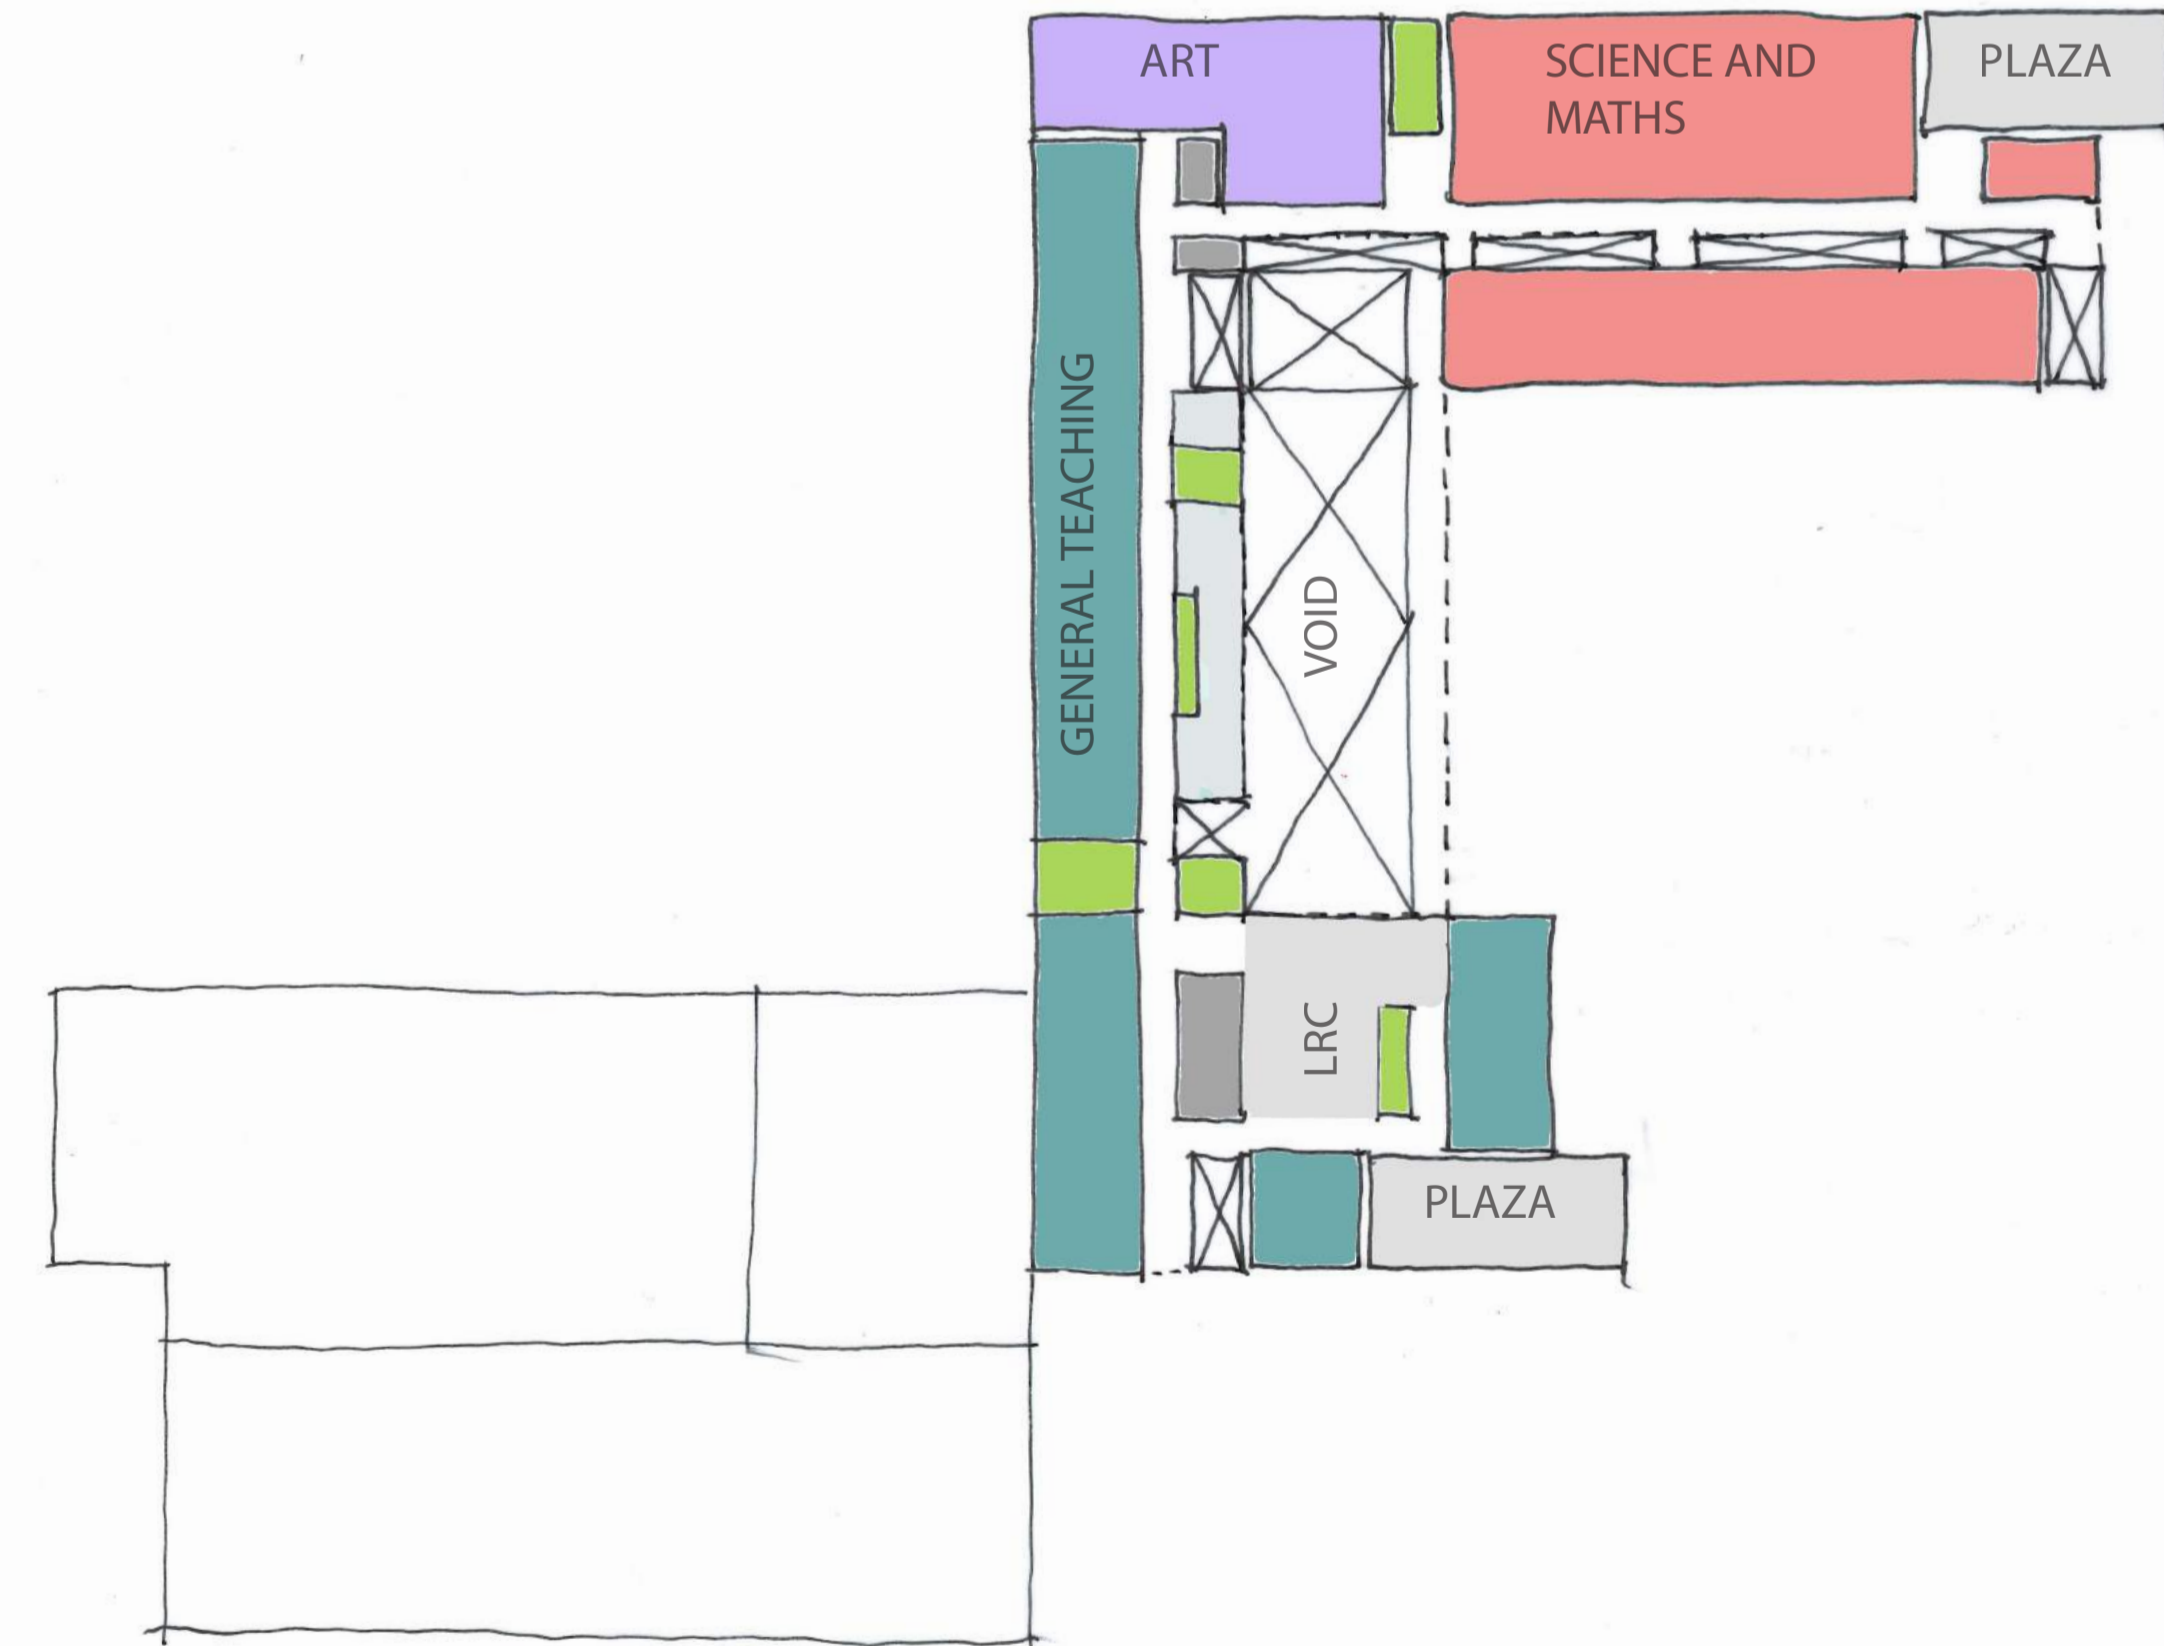 ART
SCIENCE AND
MATHS
PLAZA
GENERAL TEACHING
VOID
LRC
PLAZA